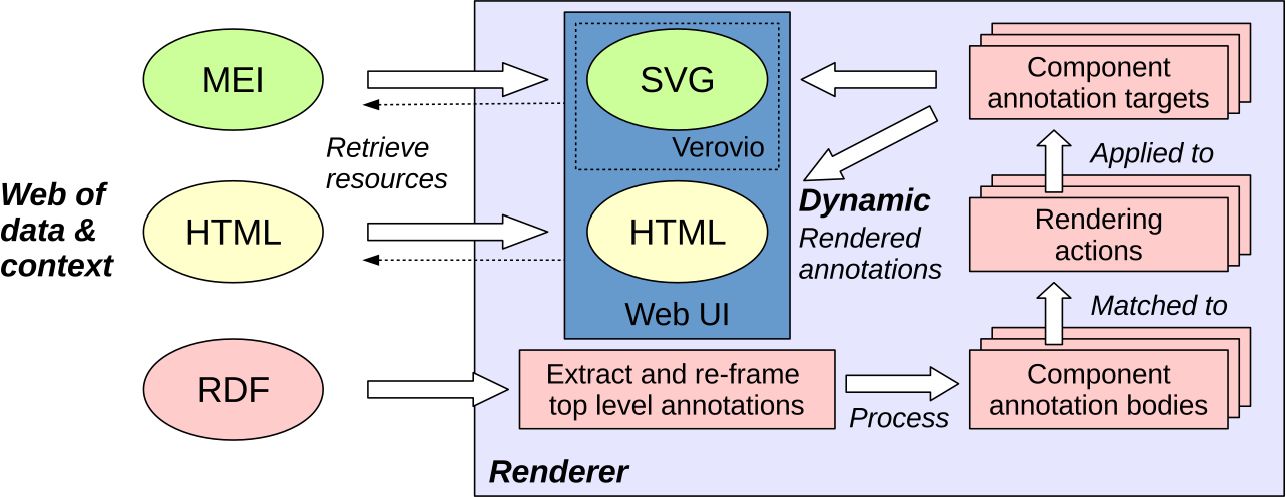 MEI
SVG
Component
annotation targets
Verovio
Retrieve
resources
Applied to
Web of
data &
context
HTML
HTML
Dynamic
Rendered
annotations
Rendering
actions
Web UI
Matched to
RDF
Extract and re-frame
top level annotations
Process
Component
annotation bodies
Renderer